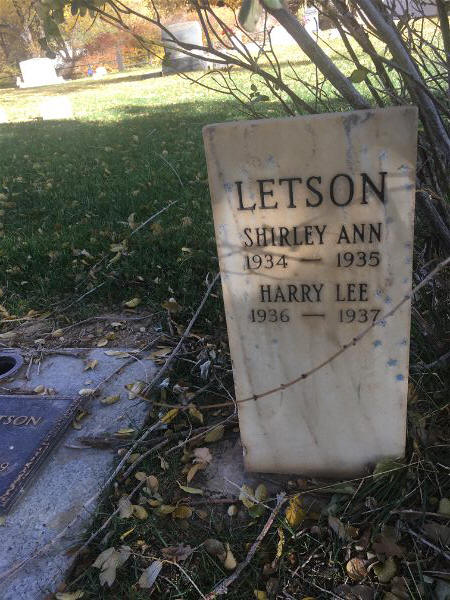 LETSON
SHIRLEY ANN
1934 — 1935
HARRY LEE
1936 — 1937